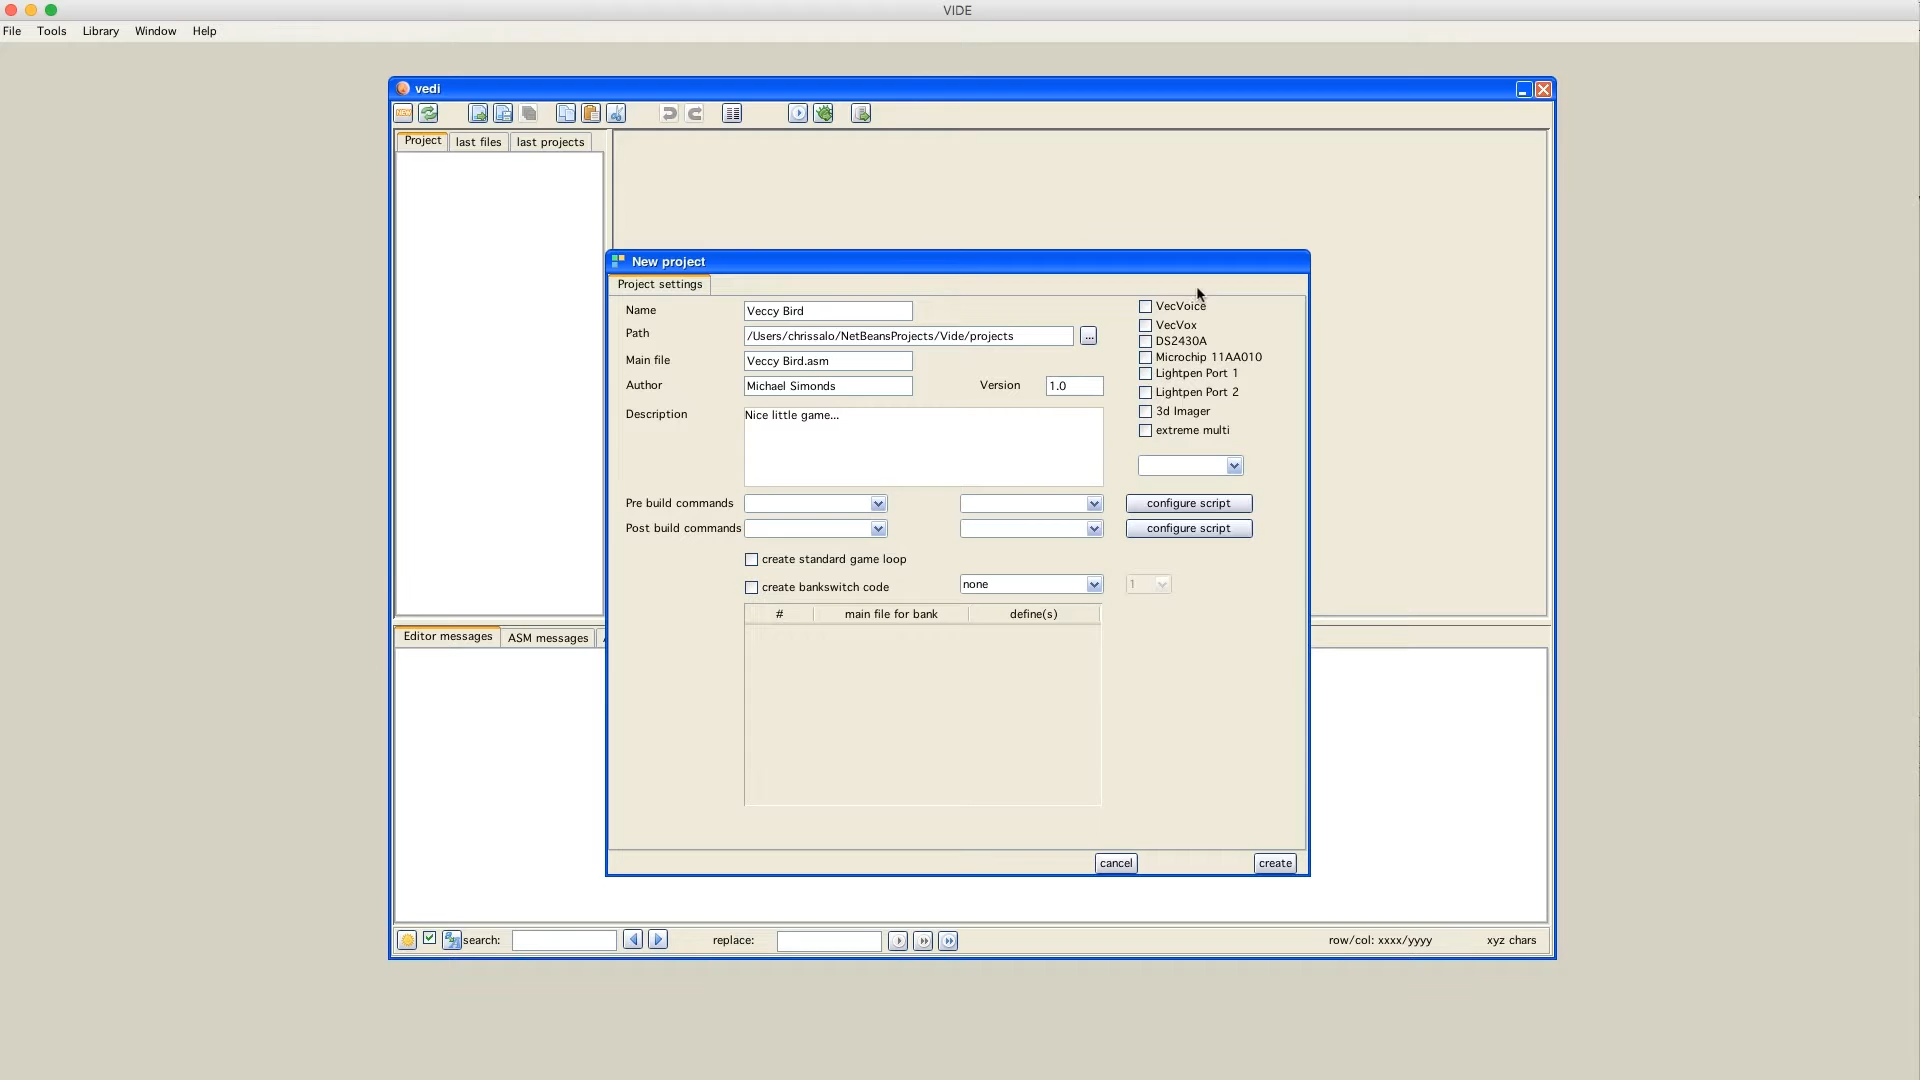 VIDE
File Tools Library Window Help
vedi
Project last files last projects
New project
Project settings
Name Veccy Bird
VecVoice
Path /Users/chrissalo/NetBeansProjects/Vide/projects ...
VecVox
DS2430A
Main file Veccy Bird.asm
Microchip 11AA010
Lightpen Port 1
Author Michael Simonds Version 1.0
Lightpen Port 2
Description Nice little game...
3d Imager
extreme multi
Pre build commands configure script
Post build commands configure script
create standard game loop
create bankswitch code none 1
# main file for bank define(s)
Editor messages ASM messages
cancel create
search: replace: row/col: xxxx/yyyy xyz chars